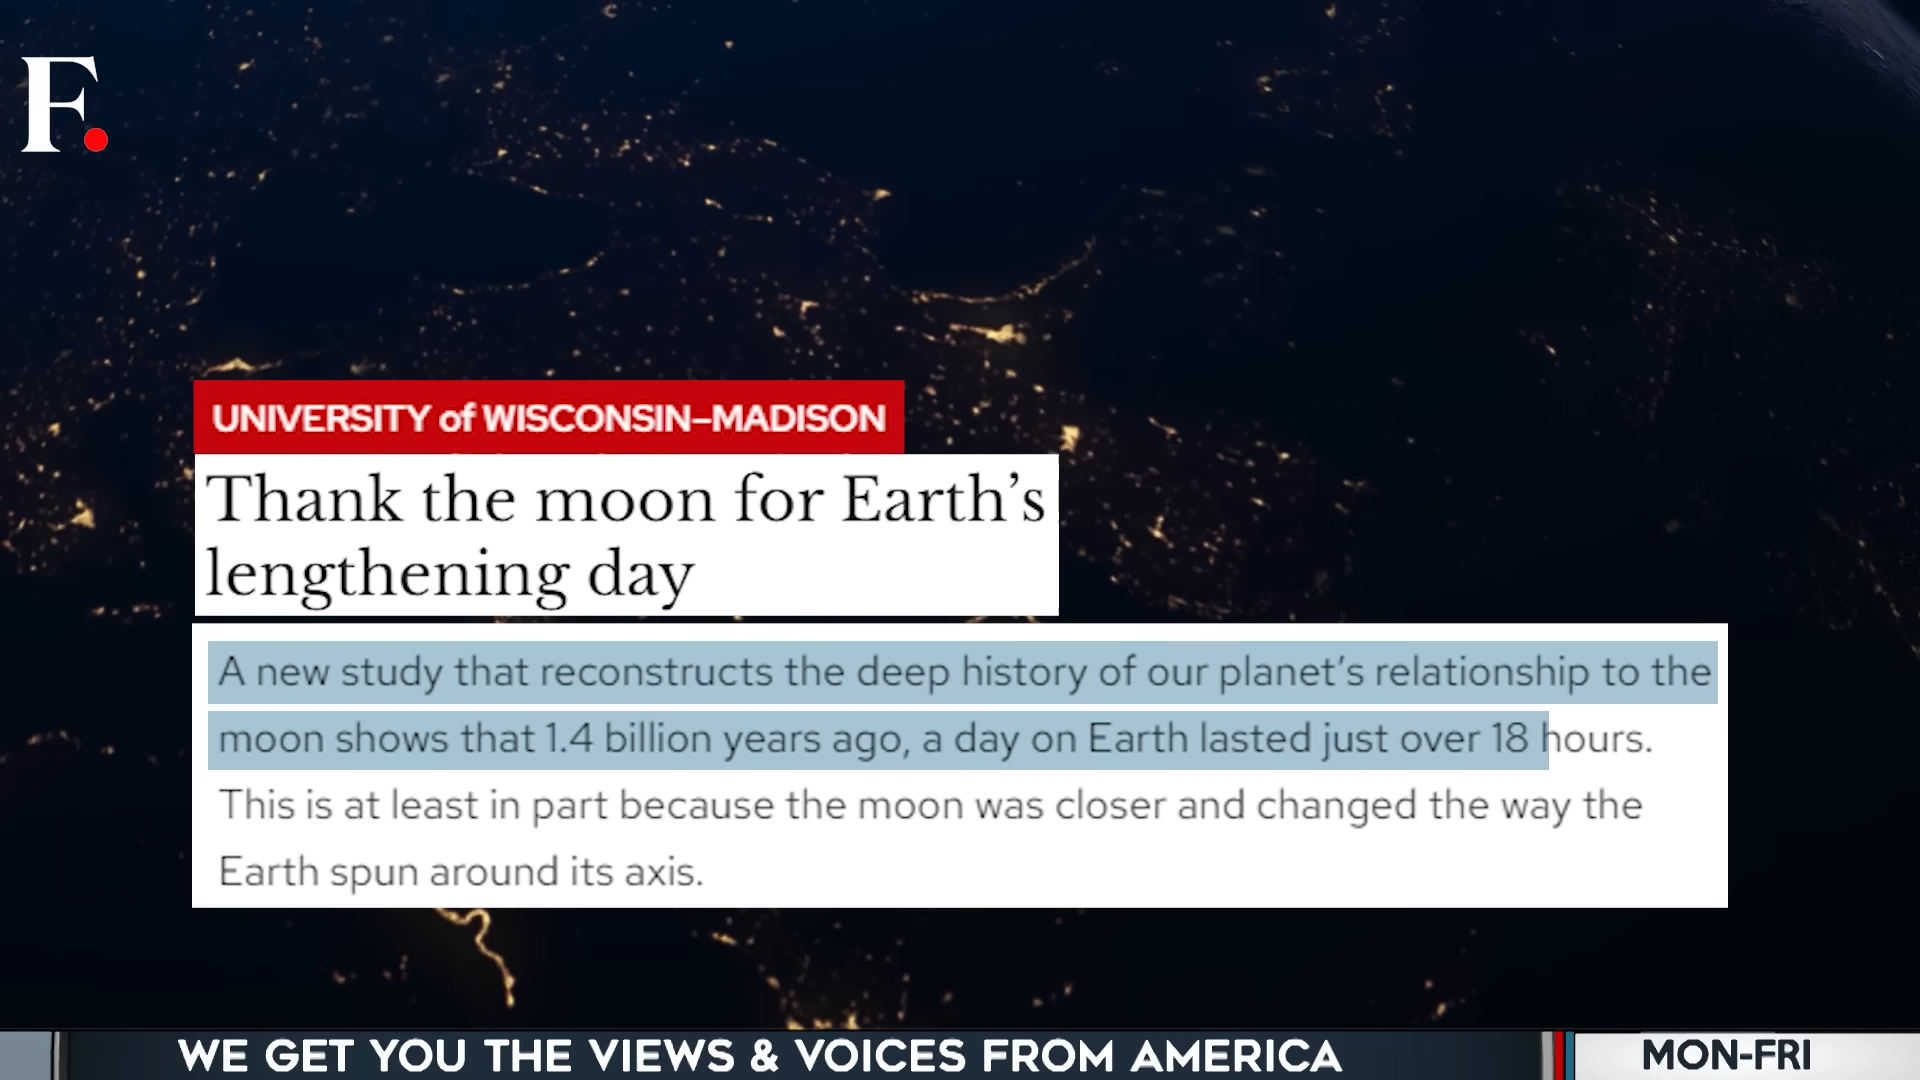 F.
UNIVERSITY of WISCONSIN–MADISON
Thank the moon for Earth’s
lengthening day
A new study that reconstructs the deep history of our planet’s relationship to the
moon shows that 1.4 billion years ago, a day on Earth lasted just over 18 hours.
This is at least in part because the moon was closer and changed the way the
Earth spun around its axis.
WE GET YOU THE VIEWS & VOICES FROM AMERICA
MON-FRI